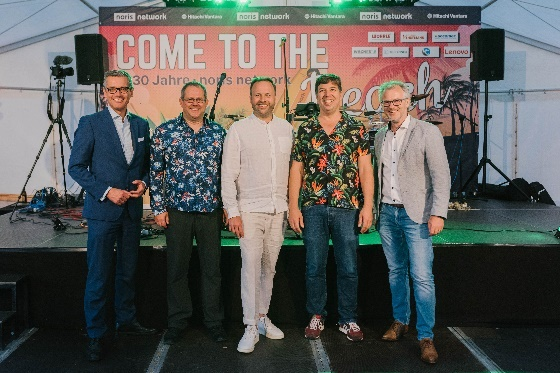 noris network Hitachi Vantara noris network Hitachi Vantara noris network Hitachi Vantara
COME TO THE
Beach
30 Jahre noris network
Lenovo